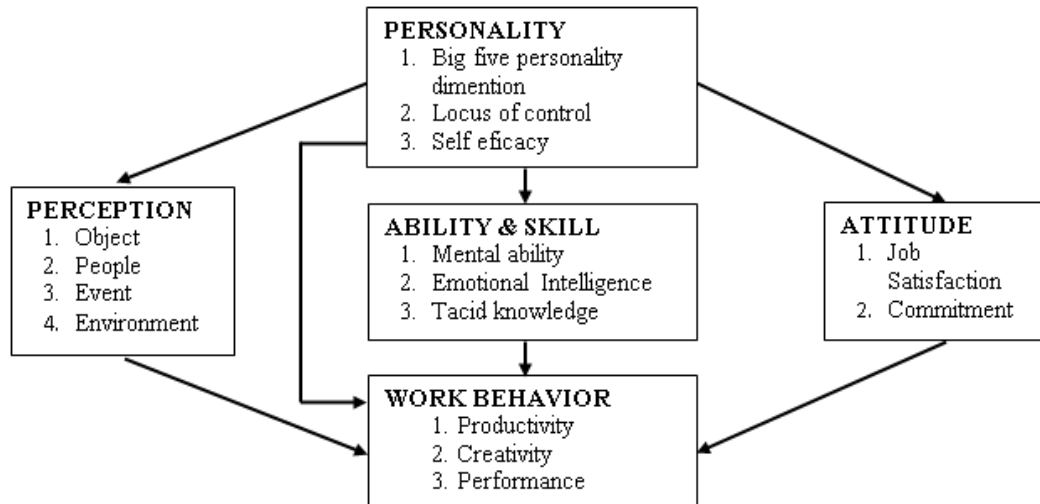 PERSONALITY
1. Big five personality
dimention
2. Locus of control
3. Self eficacy
PERCEPTION
1. Object
2. People
3. Event
4. Environment
ABILITY & SKILL
1. Mental ability
2. Emotional Intelligence
3. Tacid knowledge
ATTITUDE
1. Job
Satisfaction
2. Commitment
WORK BEHAVIOR
1. Productivity
2. Creativity
3. Performance